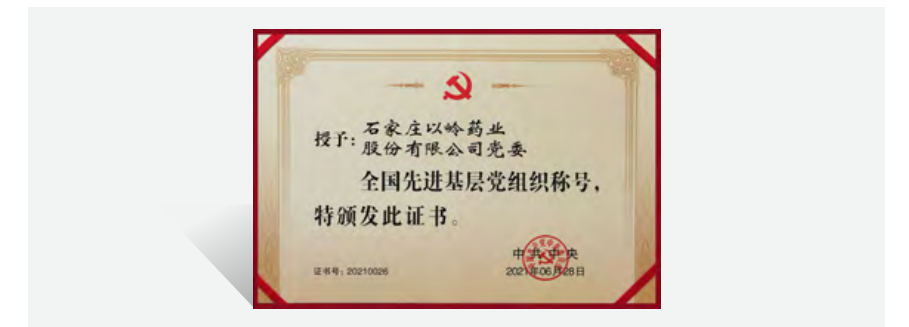 授予：石家庄以岭药业
股份有限公司党委
全国先进基层党组织称号，
特颁发此证书。
中共中央
证书号：20210026
2021年06月28日